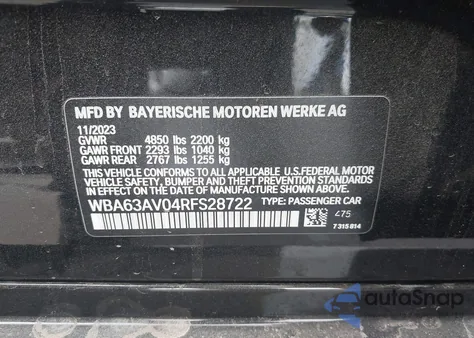 MFD BY BAYERISCHE MOTOREN WERKE AG
11/2023
GVWR 4850 lbs 2200 kg
GAWR FRONT 2293 lbs 1040 kg
GAWR REAR 2767 lbs 1255 kg
THIS VEHICLE CONFORMS TO ALL APPLICABLE U.S.FEDERAL MOTOR
VEHICLE SAFETY, BUMPER, AND THEFT PREVENTION STANDARDS
IN EFFECT ON THE DATE OF MANUFACTURE SHOWN ABOVE.
WBA63AV04RFS28722 TYPE: PASSENGER CAR
475
7 315 814
autoSnap